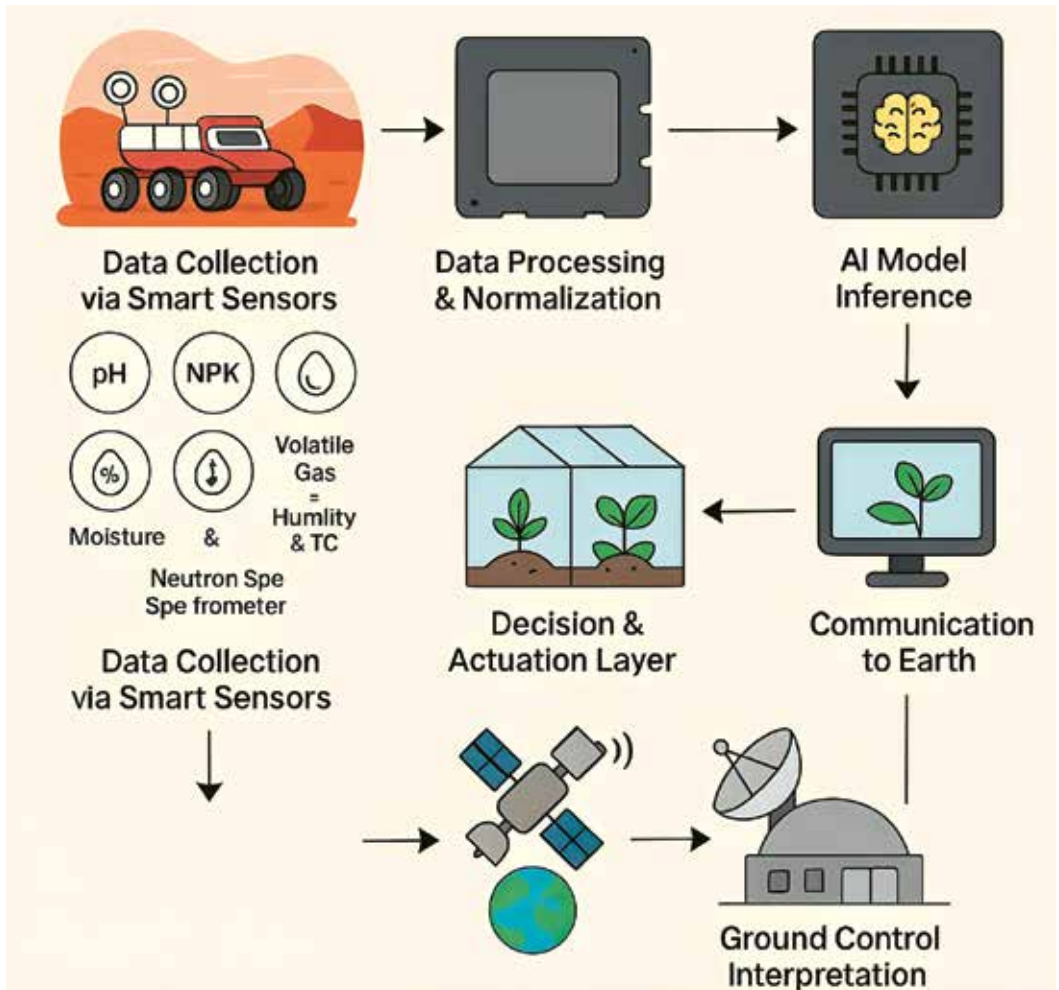 Data Collection
via Smart Sensors
Data Processing
& Normalization
AI Model
Inference
pH
NPK
%
Moisture
&
Volatile
Gas
=
Humlity
& TC
Neutron Spe
Spe frometer
Data Collection
via Smart Sensors
Decision &
Actuation Layer
Communication
to Earth
Ground Control
Interpretation